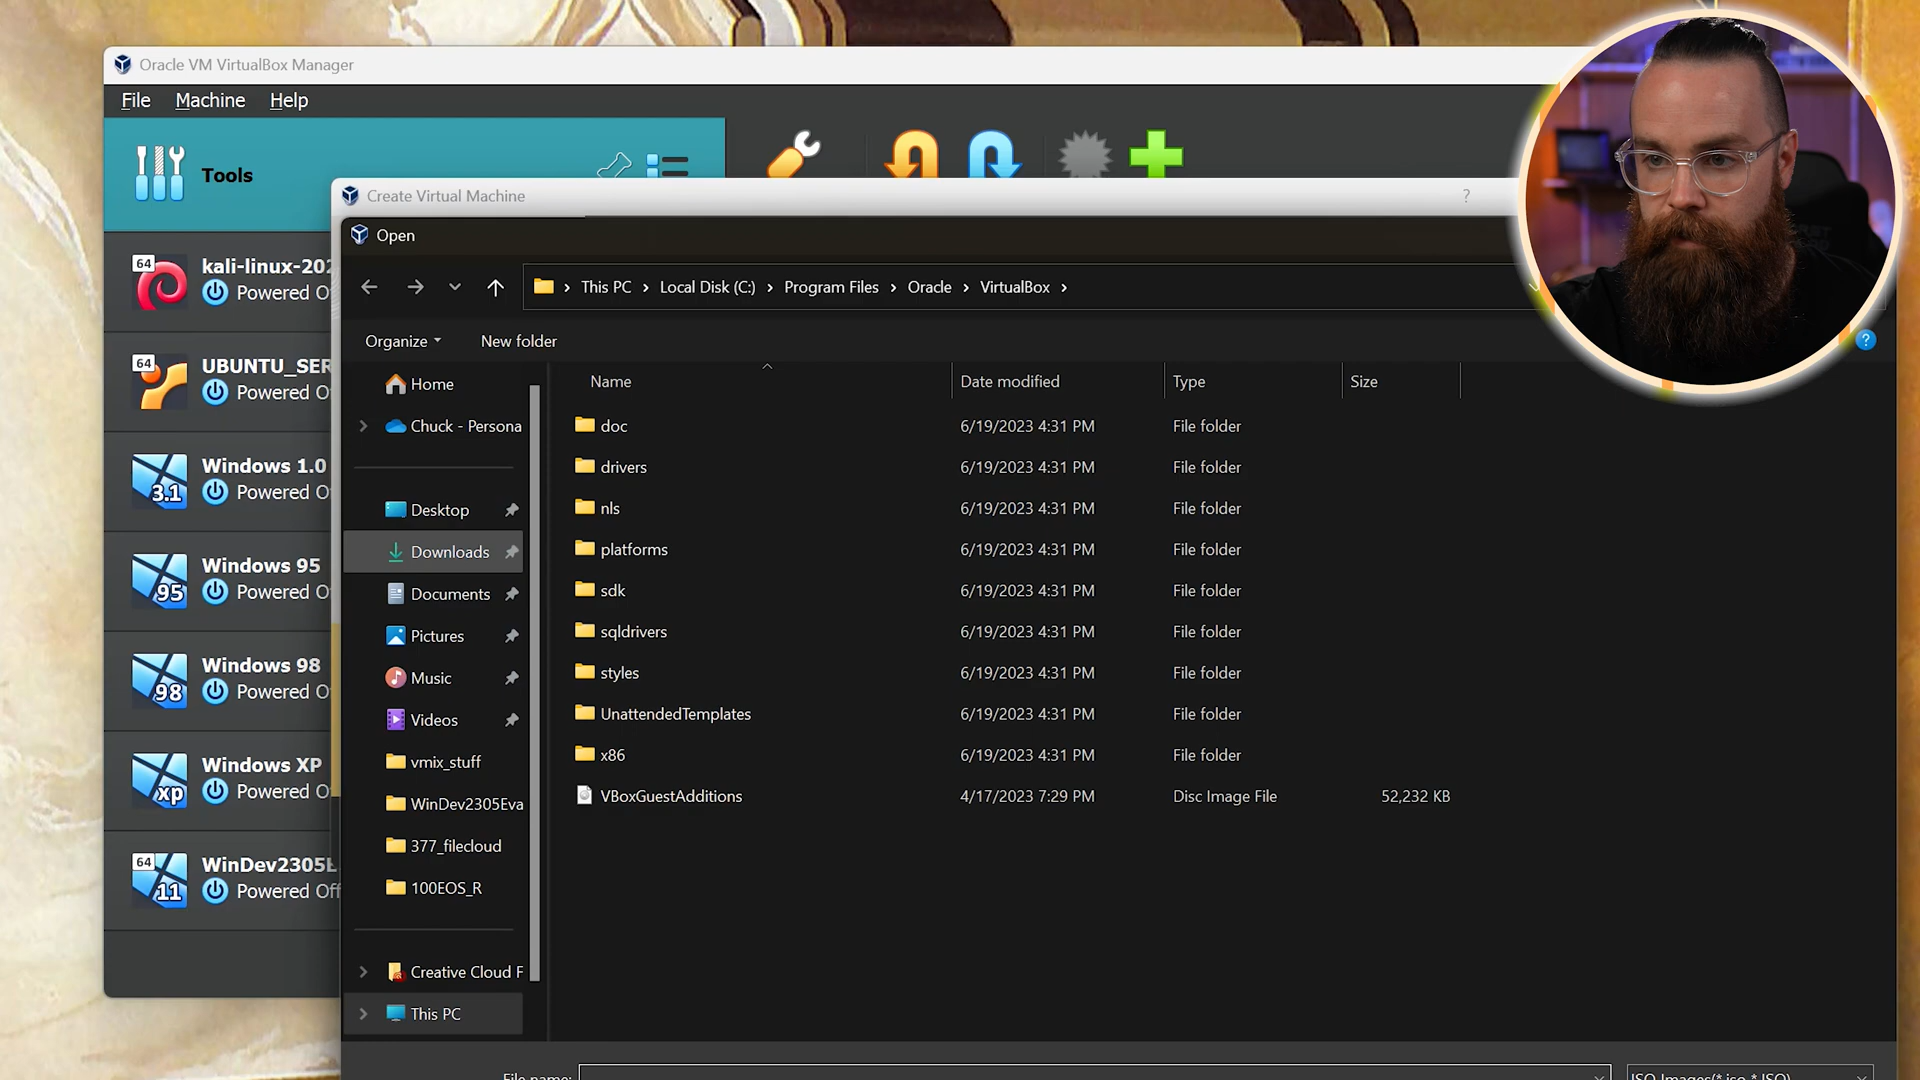 Oracle VM VirtualBox Manager
File Machine Help
Tools
Create Virtual Machine ?
Open
64 kali-linux-202
Powered O
This PC Local Disk (C:) Program Files Oracle VirtualBox
Organize New folder
?
64 UBUNTU_SER
Powered O
3.1 Windows 1.0
Powered O
95 Windows 95
Powered O
98 Windows 98
Powered O
xp Windows XP
Powered O
64 11 WinDev2305E
Powered Off
Home
Chuck - Persona
Desktop
Downloads
Documents
Pictures
Music
Videos
vmix_stuff
WinDev2305Eva
377_filecloud
100EOS_R
Creative Cloud F
This PC
Name Date modified Type Size
doc 6/19/2023 4:31 PM File folder
drivers 6/19/2023 4:31 PM File folder
nls 6/19/2023 4:31 PM File folder
platforms 6/19/2023 4:31 PM File folder
sdk 6/19/2023 4:31 PM File folder
sqldrivers 6/19/2023 4:31 PM File folder
styles 6/19/2023 4:31 PM File folder
UnattendedTemplates 6/19/2023 4:31 PM File folder
x86 6/19/2023 4:31 PM File folder
VBoxGuestAdditions 4/17/2023 7:29 PM Disc Image File 52,232 KB
File name: ISO Images(*.iso *.ISO)